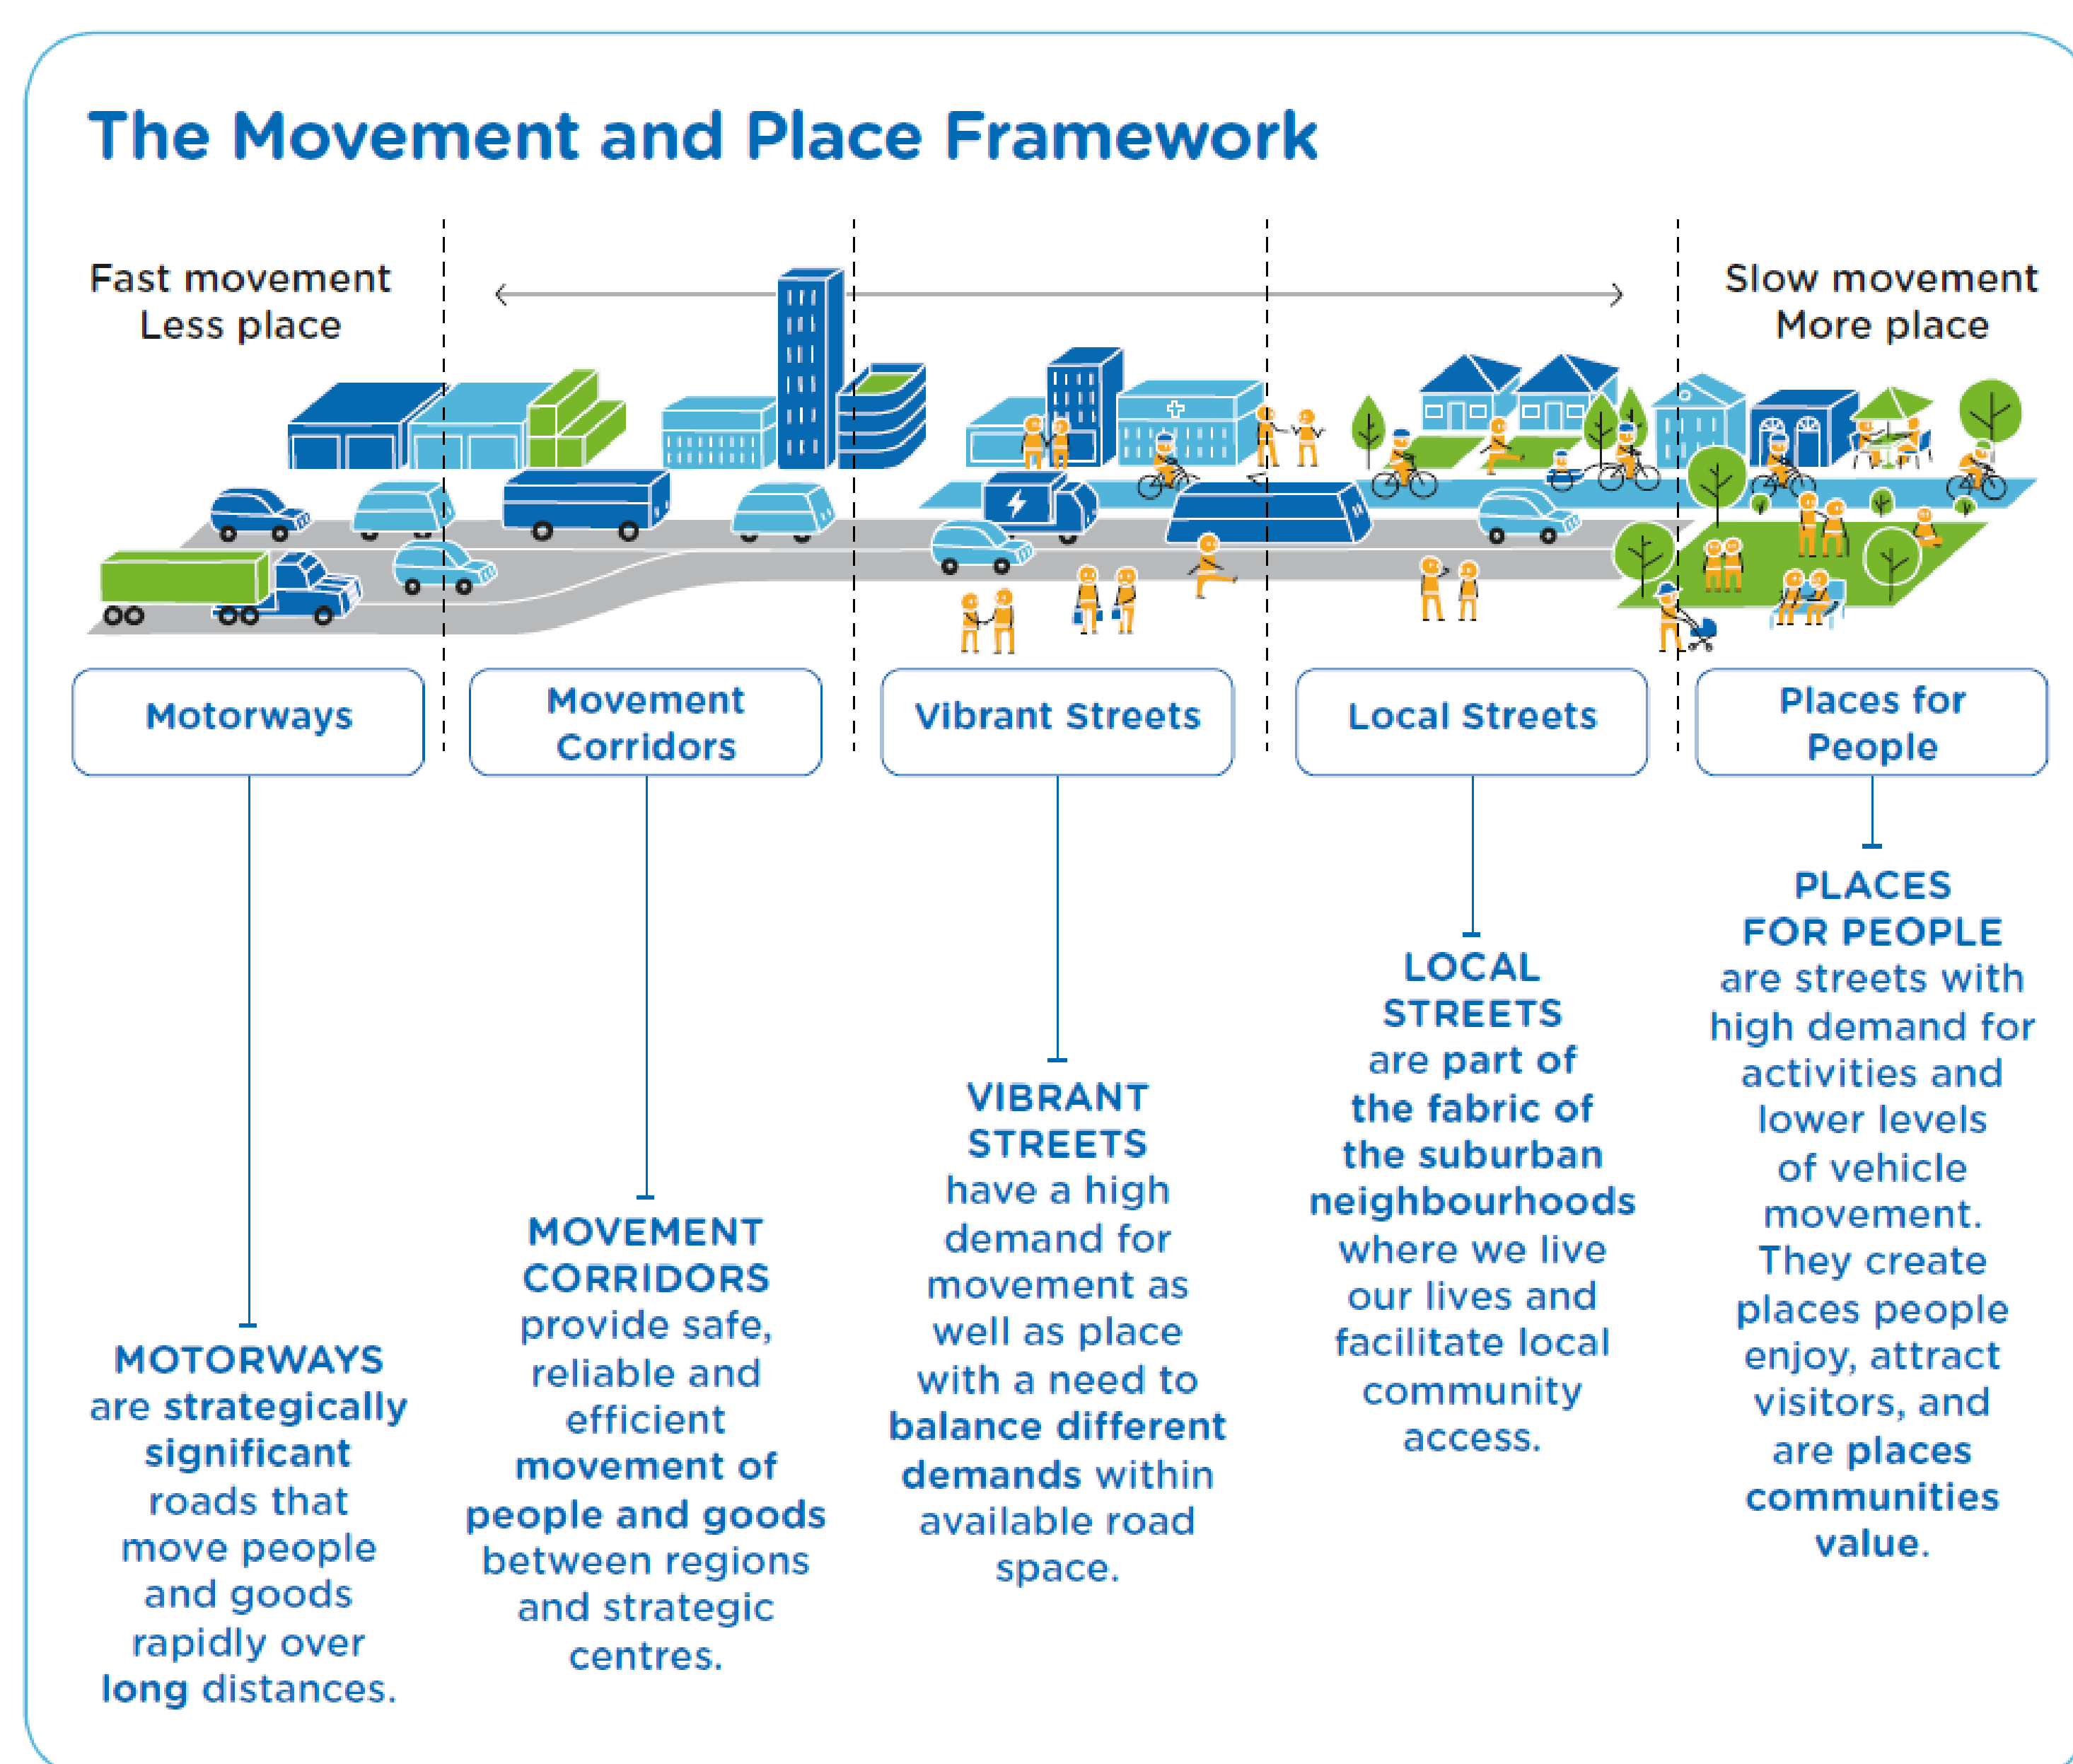 The Movement and Place Framework
Fast movement
Less place
Slow movement
More place
Motorways
Movement
Corridors
Vibrant Streets
Local Streets
Places for
People
MOTORWAYS
are strategically
significant
roads that
move people
and goods
rapidly over
long distances.
MOVEMENT
CORRIDORS
provide safe,
reliable and
efficient
movement of
people and goods
between regions
and strategic
centres.
VIBRANT
STREETS
have a high
demand for
movement as
well as place
with a need to
balance different
demands within
available road
space.
LOCAL
STREETS
are part of
the fabric of
the suburban
neighbourhoods
where we live
our lives and
facilitate local
community
access.
PLACES
FOR PEOPLE
are streets with
high demand for
activities and
lower levels
of vehicle
movement.
They create
places people
enjoy, attract
visitors, and
are places
communities
value.